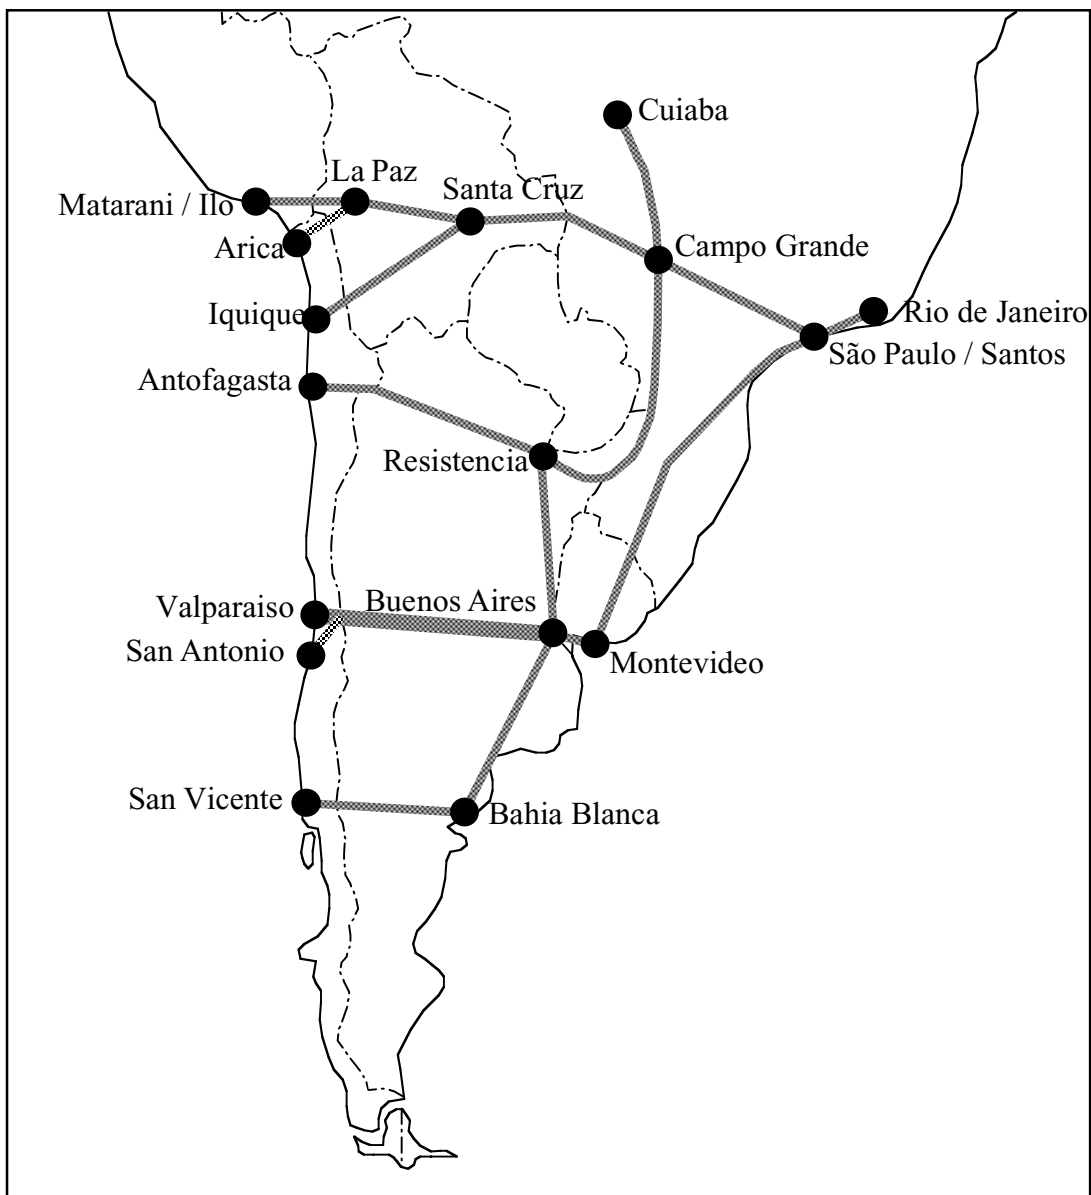 Cuiaba
La Paz
Santa Cruz
Matarani / Ilo
Arica
Campo Grande
Iquique
Rio de Janeiro
São Paulo / Santos
Antofagasta
Resistencia
Valparaiso
Buenos Aires
San Antonio
Montevideo
San Vicente
Bahia Blanca